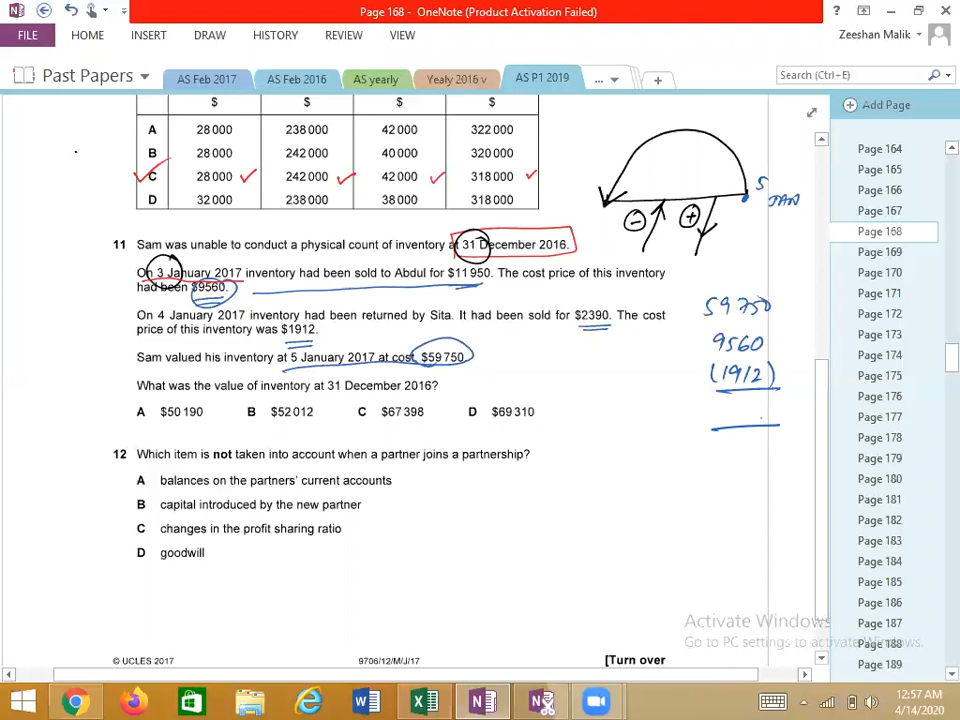 Page 168 - OneNote (Product Activation Failed)
FILE HOME INSERT DRAW HISTORY REVIEW VIEW
Zeeshan Malik
Past Papers
AS Feb 2017 AS Feb 2016 AS yearly Yealy 2016 v AS P1 2019 ...
Search (Ctrl+E)
Add Page
$ $ $ $
A 28 000 238 000 42 000 322 000
B 28 000 242 000 40 000 320 000
C 28 000 242 000 42 000 318 000
D 32 000 238 000 38 000 318 000
5
JAN
11 Sam was unable to conduct a physical count of inventory at 31 December 2016.
On 3 January 2017 inventory had been sold to Abdul for $11 950. The cost price of this inventory
had been $9560.
On 4 January 2017 inventory had been returned by Sita. It had been sold for $2390. The cost
price of this inventory was $1912.
Sam valued his inventory at 5 January 2017 at cost, $59 750.
What was the value of inventory at 31 December 2016?
A $50 190 B $52 012 C $67 398 D $69 310
59750
9560
(1912)
12 Which item is not taken into account when a partner joins a partnership?
A balances on the partners' current accounts
B capital introduced by the new partner
C changes in the profit sharing ratio
D goodwill
© UCLES 2017 9706/12/M/J/17 [Turn over
Page 164
Page 165
Page 166
Page 167
Page 168
Page 169
Page 170
Page 171
Page 172
Page 173
Page 174
Page 175
Page 176
Page 177
Page 178
Page 179
Page 180
Page 181
Page 182
Page 183
Page 184
Page 185
Page 186
Page 187
Page 188
Page 189
Activate Windows
Go to PC settings to activate Windows.
12:57 AM
4/14/2020